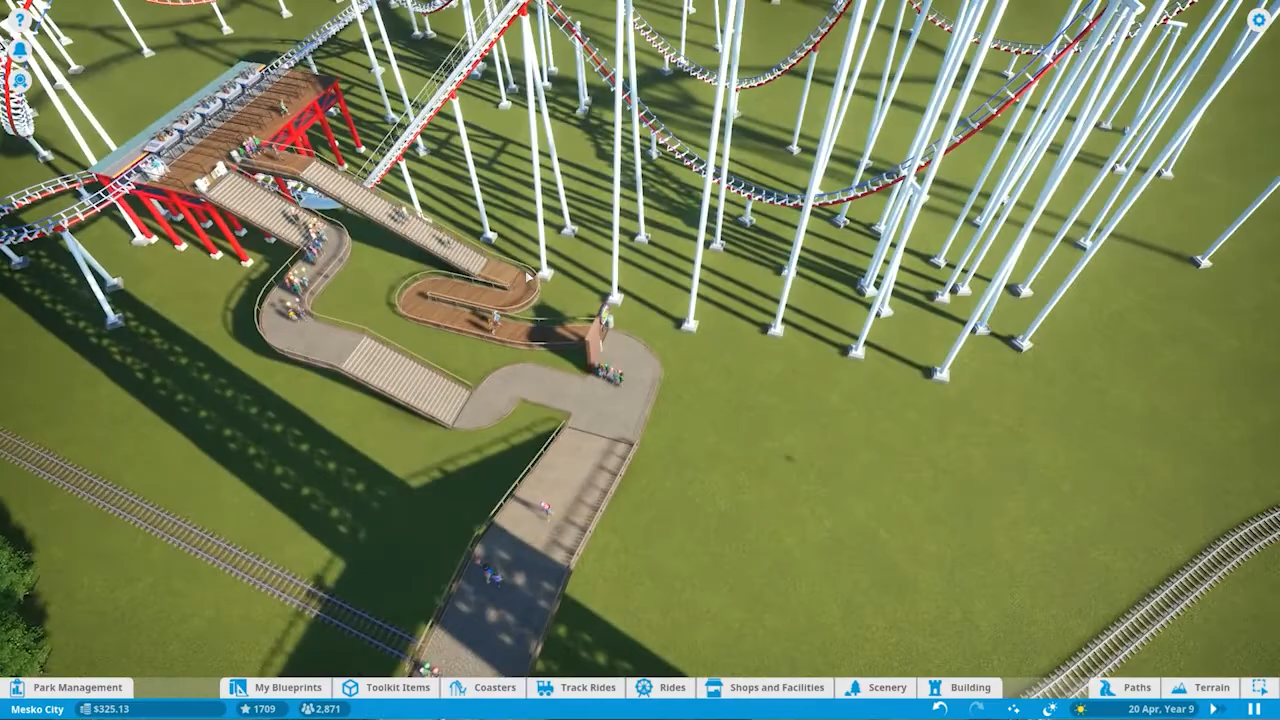 Park Management
My Blueprints
Toolkit Items
Coasters
Track Rides
Rides
Shops and Facilities
Scenery
Building
Paths
Terrain
Mesko City
$325.13
1709
2,871
20 Apr, Year 9